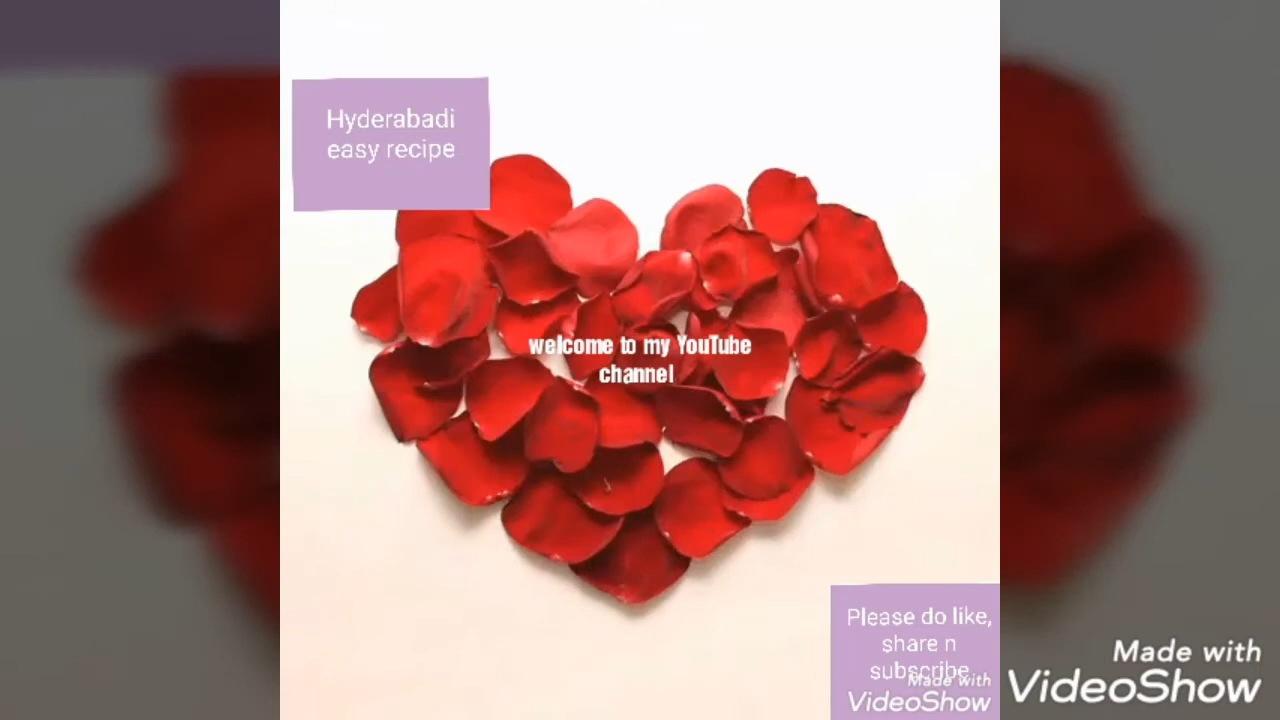 Hyderabadi
easy recipe
welcome to my YouTube
channel
Please do like,
share n
subscribe
Made with
VideoShow
Made with
VideoShow